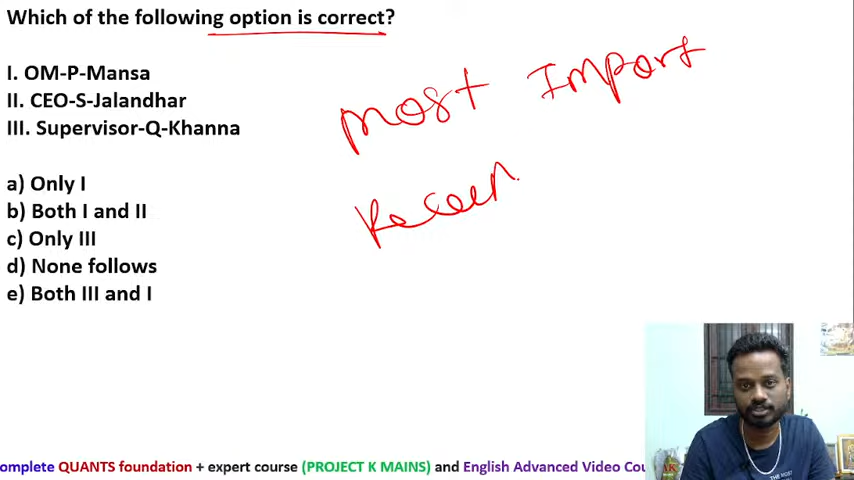 Which of the following option is correct?
I. OM-P-Mansa
II. CEO-S-Jalandhar
III. Supervisor-Q-Khanna
a) Only I
b) Both I and II
c) Only III
d) None follows
e) Both III and I
most Import
omplete QUANTS foundation + expert course (PROJECT K MAINS) and English Advanced Video Cou